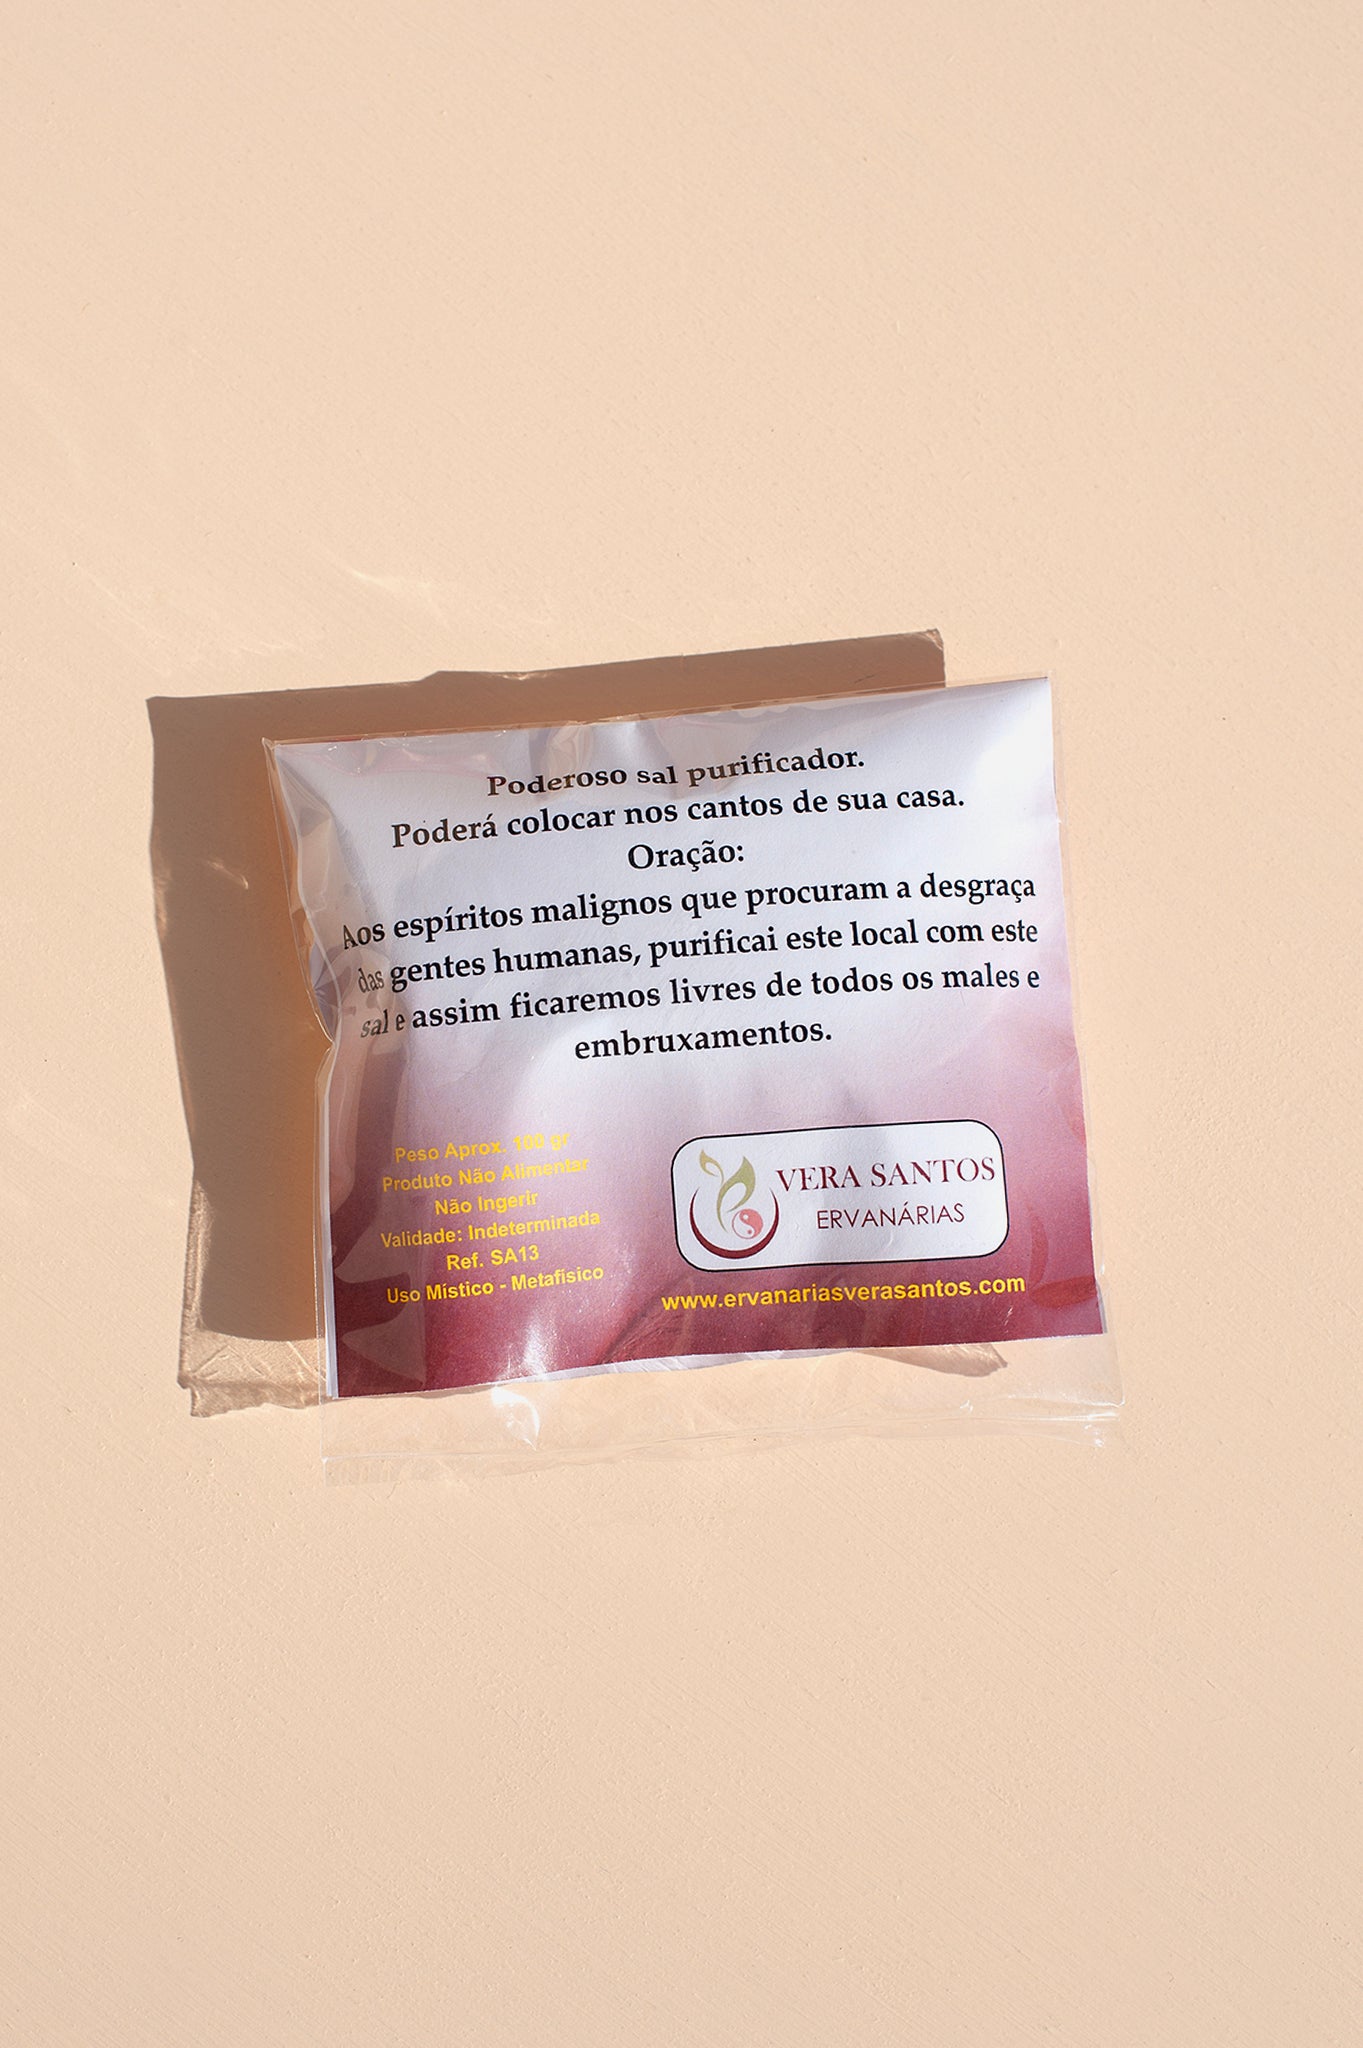 Poderoso sal purificador.
Poderá colocar nos cantos de sua casa.
Oração:
Aos espíritos malignos que procuram a desgraça
das gentes humanas, purificai este local com este
sal e assim ficaremos livres de todos os males e
embruxamentos.
Peso Aprox. 100 gr
Produto Não Alimentar
Não Ingerir
Validade: Indeterminada
Ref. SA13
Uso Místico - Metafísico
VERA SANTOS
ERVANÁRIAS
www.ervanariasverasantos.com